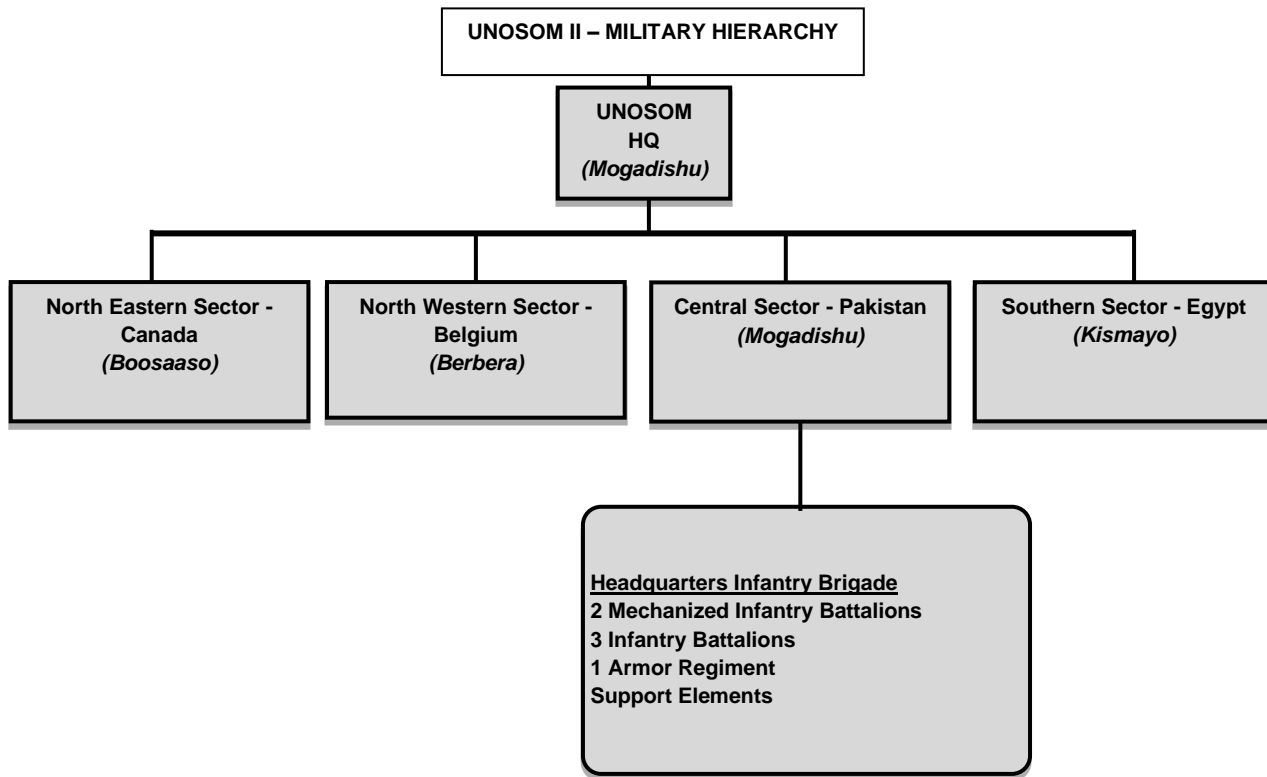 UNOSOM II – MILITARY HIERARCHY
UNOSOM
HQ
(Mogadishu)
North Eastern Sector -
Canada
(Boosaaso)
North Western Sector -
Belgium
(Berbera)
Central Sector - Pakistan
(Mogadishu)
Southern Sector - Egypt
(Kismayo)
Headquarters Infantry Brigade
2 Mechanized Infantry Battalions
3 Infantry Battalions
1 Armor Regiment
Support Elements